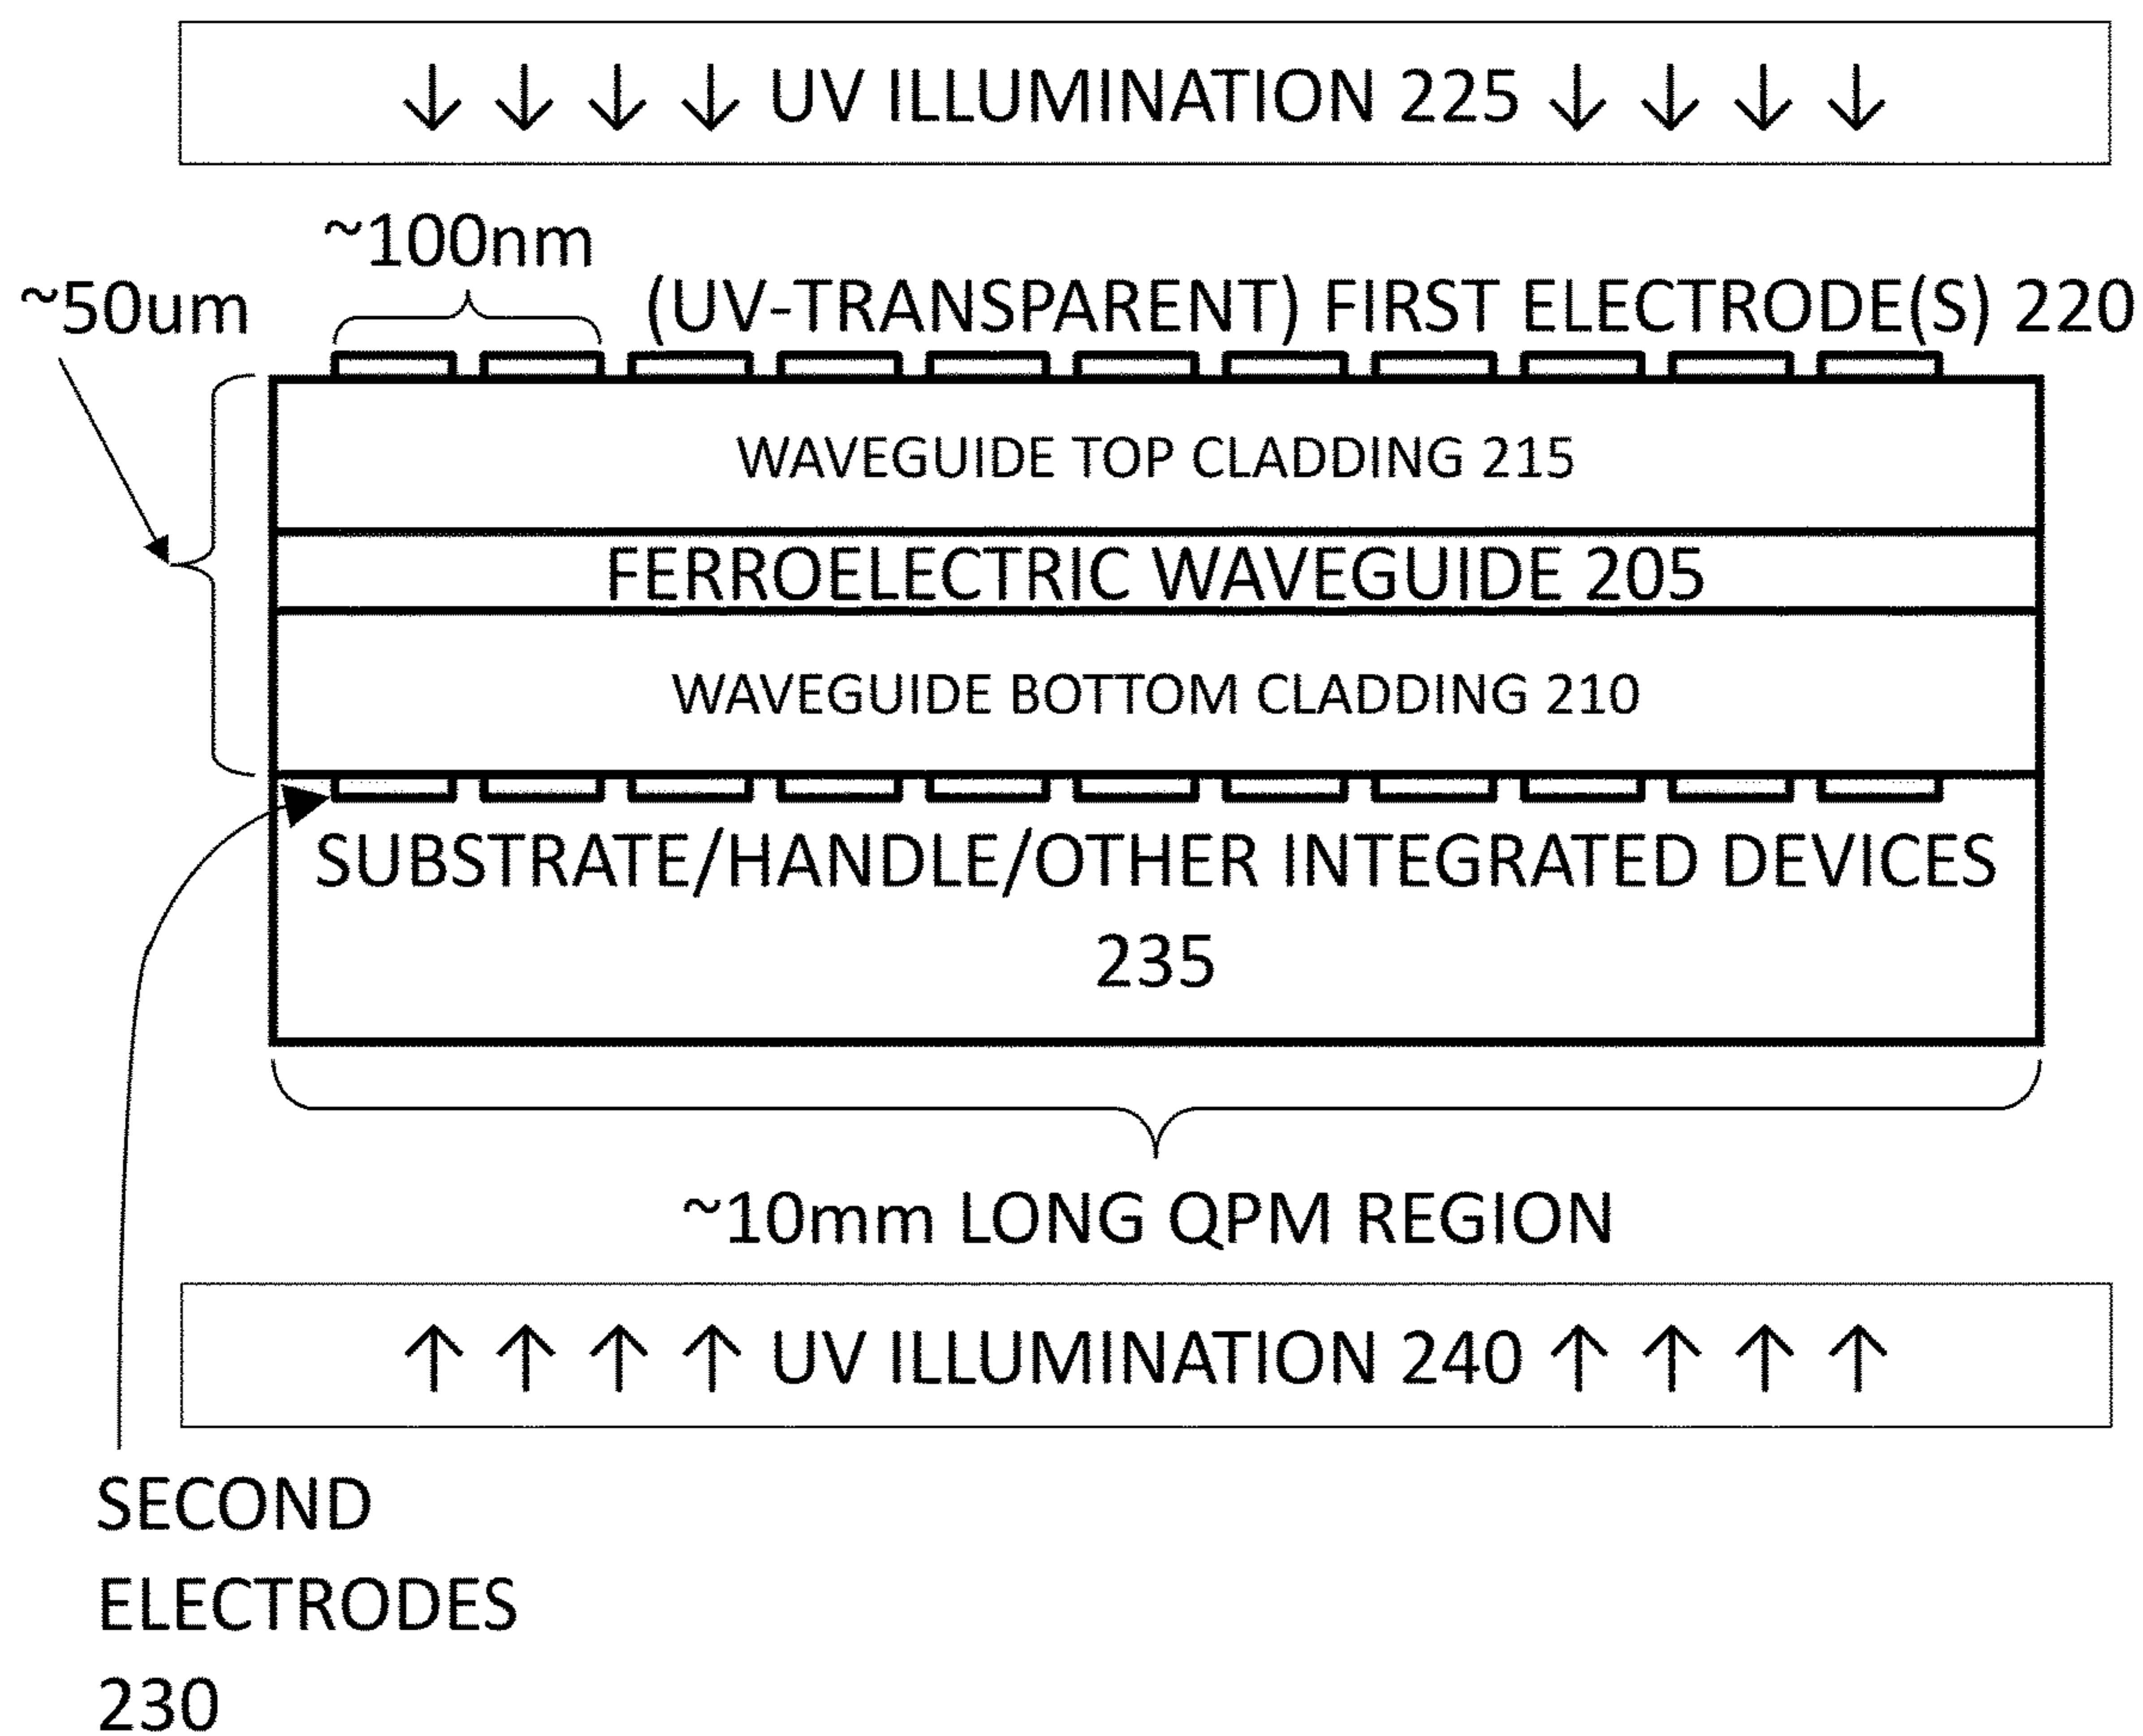 ↓ ↓ ↓ ↓ UV ILLUMINATION 225 ↓ ↓ ↓ ↓
~100nm
~50um
(UV-TRANSPARENT) FIRST ELECTRODE(S) 220
WAVEGUIDE TOP CLADDING 215
FERROELECTRIC WAVEGUIDE 205
WAVEGUIDE BOTTOM CLADDING 210
SUBSTRATE/HANDLE/OTHER INTEGRATED DEVICES
235
~10mm LONG QPM REGION
↑ ↑ ↑ ↑ UV ILLUMINATION 240 ↑ ↑ ↑ ↑
SECOND
ELECTRODES
230